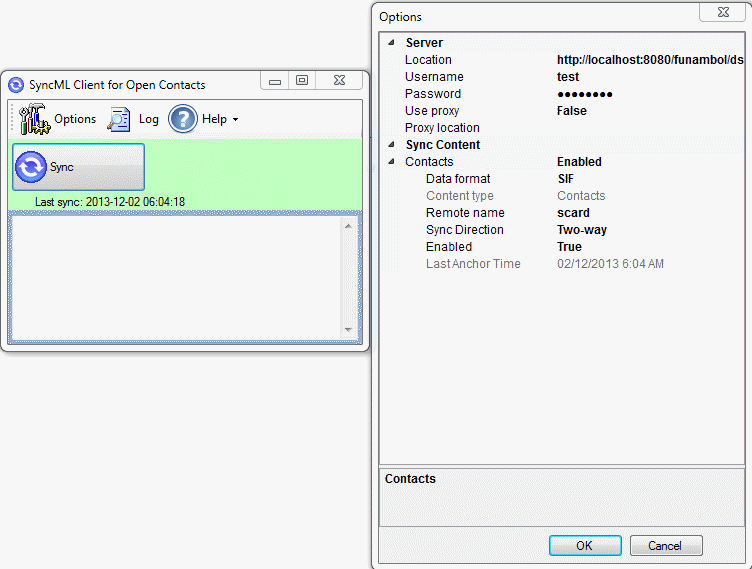 SyncML Client for Open Contacts
Options
Log
Help
Sync
Last sync: 2013-12-02 06:04:18
Options
Server
Location http://localhost:8080/funambol/ds
Username test
Password ●●●●●●●●
Use proxy False
Proxy location
Sync Content
Contacts Enabled
Data format SIF
Content type Contacts
Remote name scard
Sync Direction Two-way
Enabled True
Last Anchor Time 02/12/2013 6:04 AM
Contacts
OK
Cancel